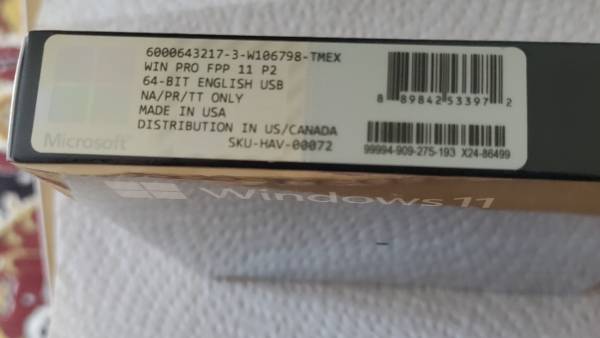 6000643217-3-W106798-TMEX
WIN PRO FPP 11 P2
64-BIT ENGLISH USB
NA/PR/TT ONLY
MADE IN USA
DISTRIBUTION IN US/CANADA
SKU-HAV-00072
Microsoft
8 89842 53397 2
99994-909-275-193 X24-86499
Windows 11